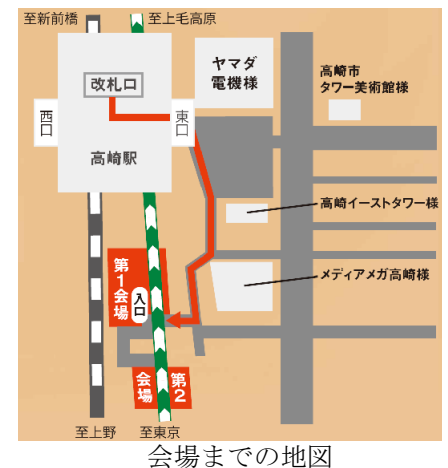 至新前橋
至上毛高原
改札口
西口
東口
高崎駅
ヤマダ
電機様
高崎市
タワー美術館様
高崎イーストタワー様
メディアメガ高崎様
第1会場
入口
第2
会場
至上野
至東京
会場までの地図